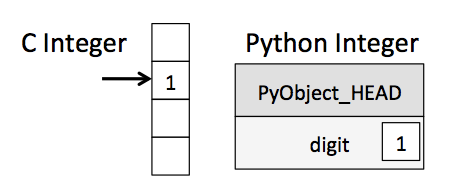 C Integer
1
Python Integer
PyObject_HEAD
digit 1